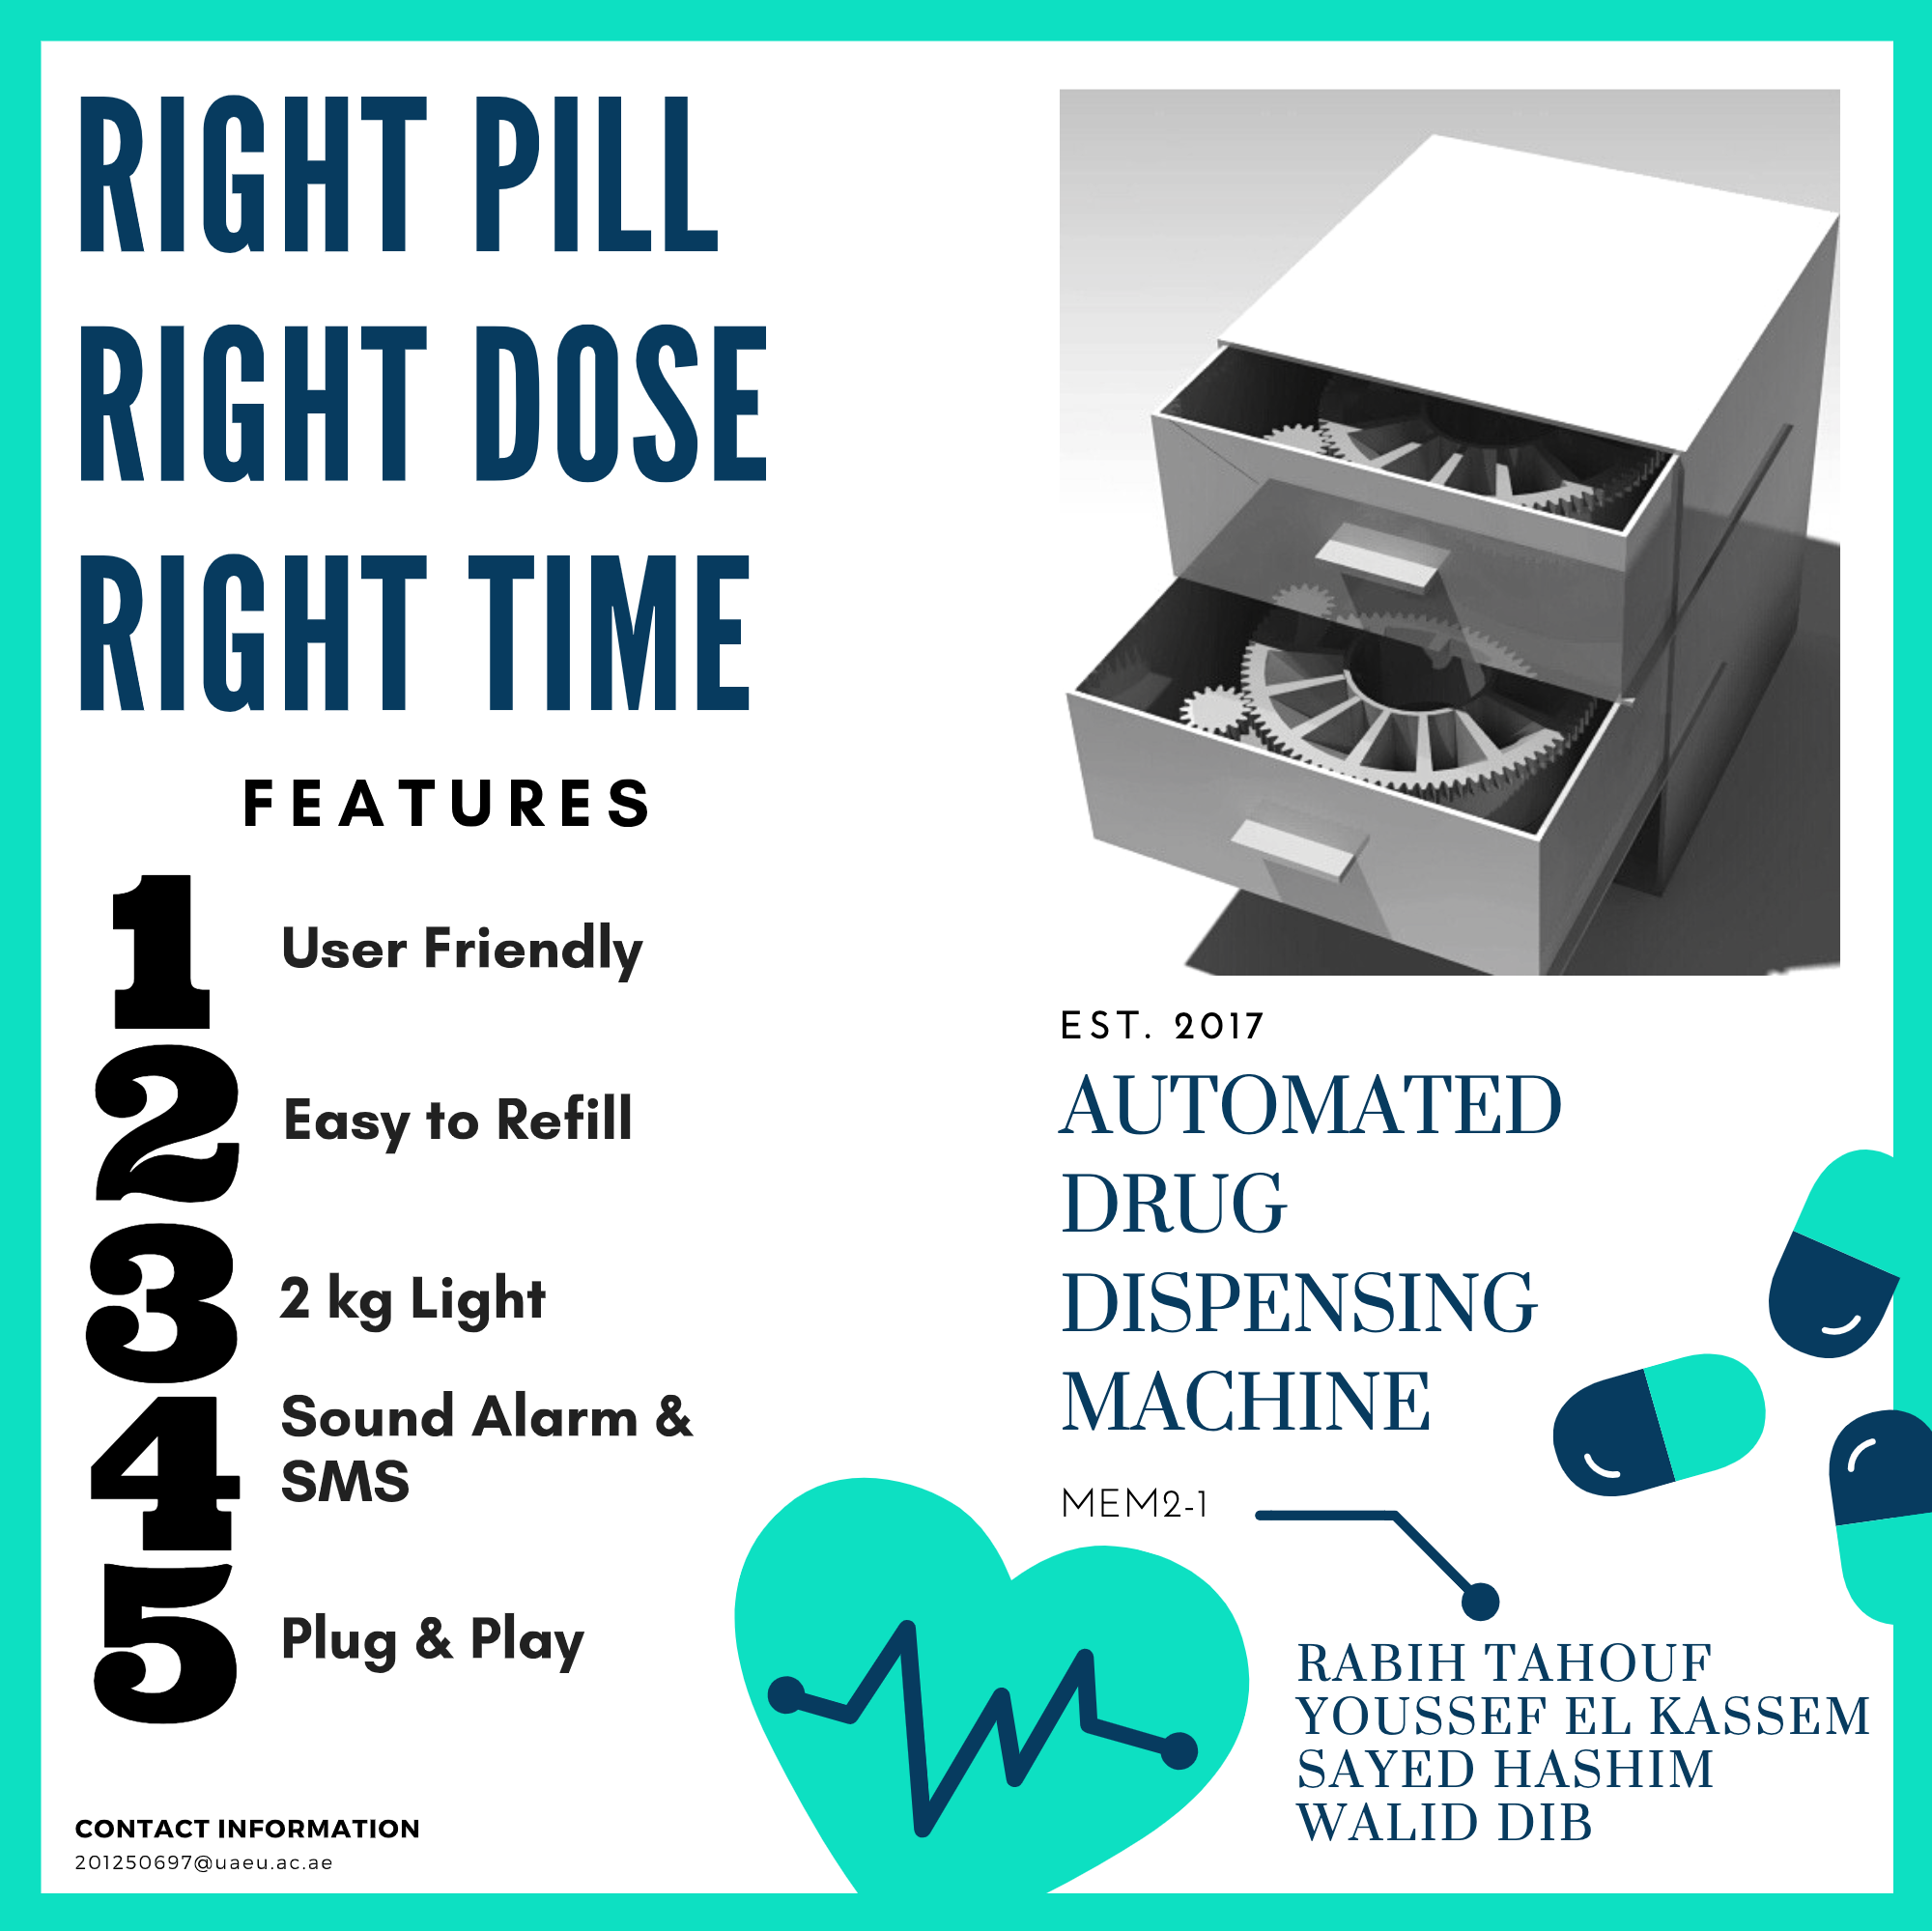 RIGHT PILL
RIGHT DOSE
RIGHT TIME
FEATURES
1
User Friendly
2
Easy to Refill
3
2 kg Light
4
Sound Alarm &
SMS
5
Plug & Play
CONTACT INFORMATION
201250697@uaeu.ac.ae
EST. 2017
AUTOMATED
DRUG
DISPENSING
MACHINE
MEM2-1
RABIH TAHOUF
YOUSSEF EL KASSEM
SAYED HASHIM
WALID DIB